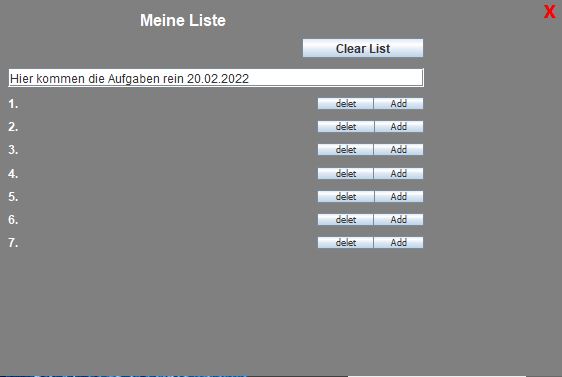 Meine Liste
X
Clear List
Hier kommen die Aufgaben rein 20.02.2022
1. delet Add
2. delet Add
3. delet Add
4. delet Add
5. delet Add
6. delet Add
7. delet Add